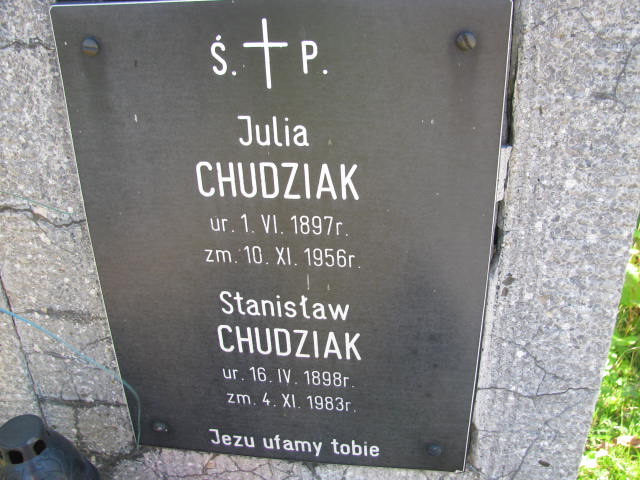 Ś. P.
Julia
CHUDZIAK
ur. 1. VI. 1897r.
zm. 10. XI. 1956r.
Stanisław
CHUDZIAK
ur. 16. IV. 1898r.
zm. 4. XI. 1983r.
Jezu ufamy tobie